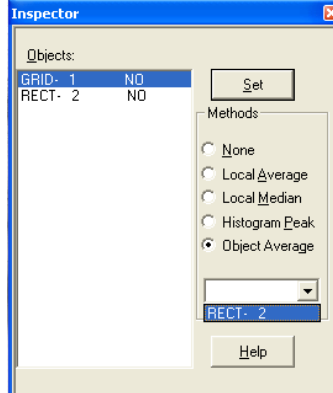 Inspector
Objects:
GRID- 1 NO
RECT- 2 NO
Set
Methods
None
Local Average
Local Median
Histogram Peak
Object Average
RECT- 2
Help